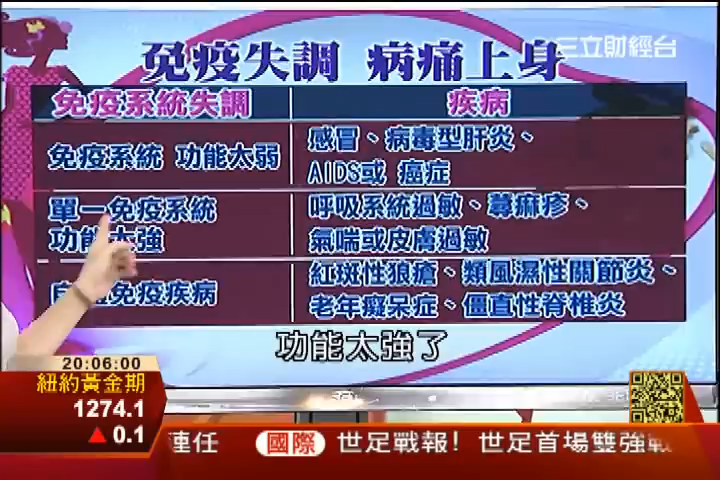 免疫失調 病痛上身
三立財經台
免疫系統失調
疾病
免疫系統 功能太弱
感冒、病毒型肝炎、
AIDS或 癌症
單一免疫系統
功能太強
呼吸系統過敏、蕁麻疹、
氣喘或皮膚過敏
免疫疾病
紅斑性狼瘡、類風濕性關節炎、
老年癡呆症、僵直性脊椎炎
功能太強了
20:06:00
紐約黃金期
1274.1
▲0.1
連任
國際
世足戰報! 世足首場雙強戰